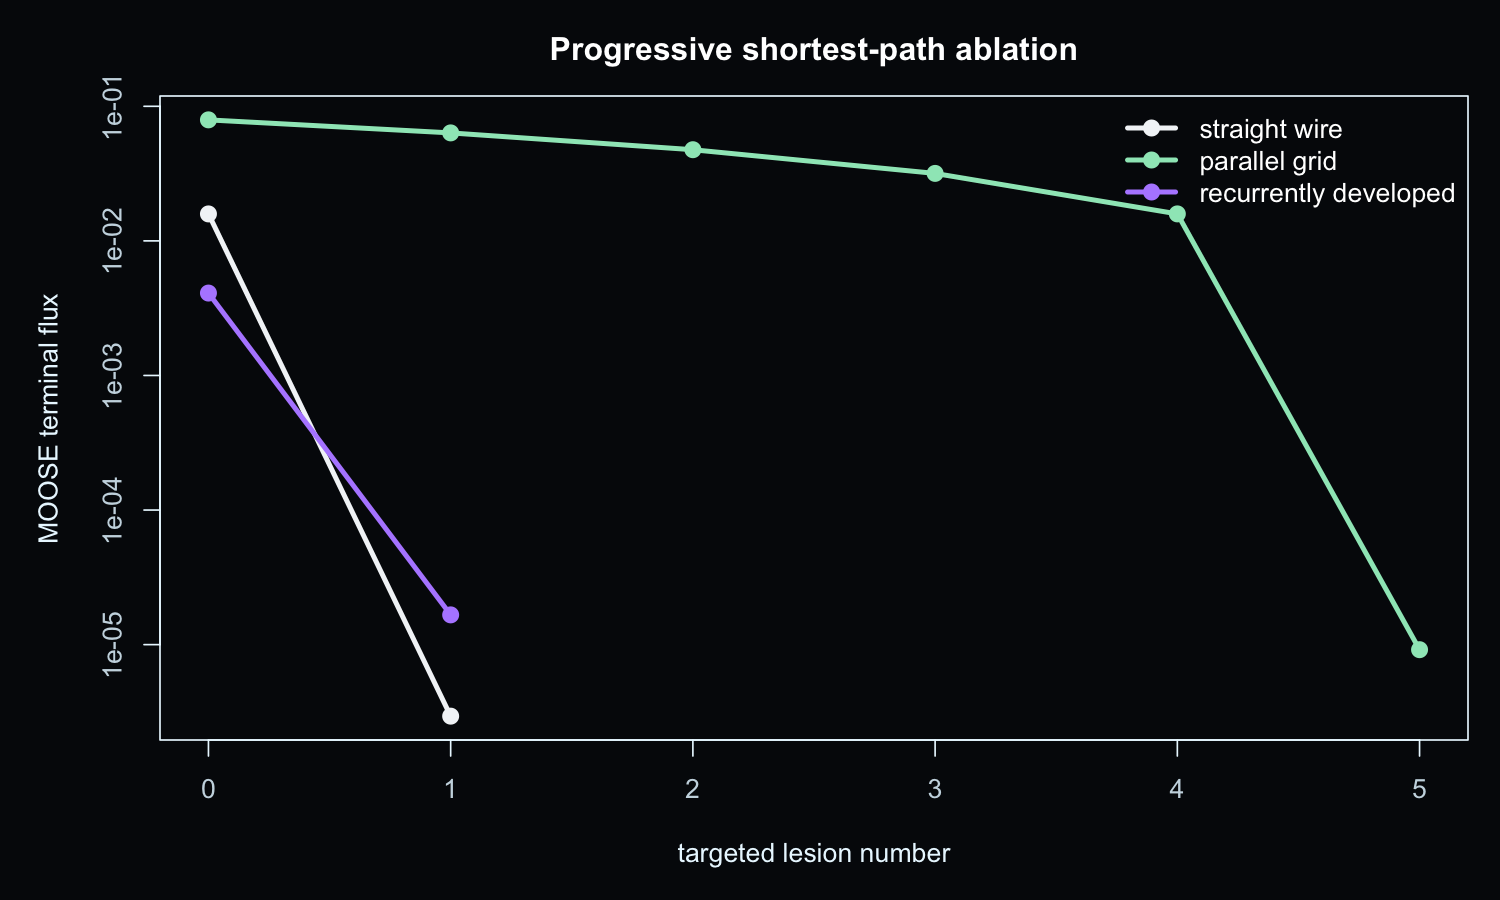 Progressive shortest-path ablation
1e-01
1e-02
1e-03
1e-04
1e-05
MOOSE terminal flux
straight wire
parallel grid
recurrently developed
0 1 2 3 4 5
targeted lesion number